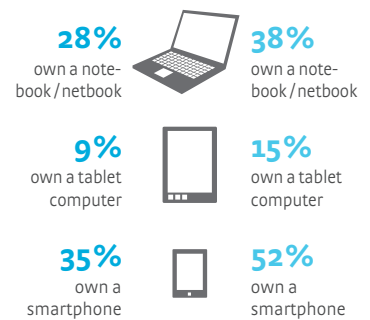 28%
own a note-
book/netbook
38%
own a note-
book/netbook
9%
own a tablet
computer
15%
own a tablet
computer
35%
own a
smartphone
52%
own a
smartphone